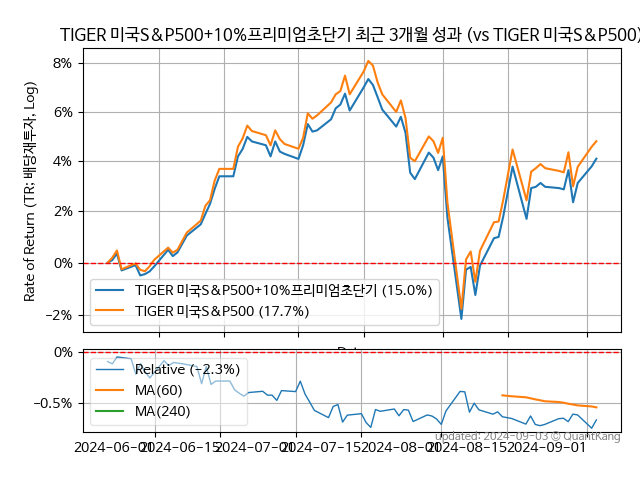 TIGER 미국S&P500+10%프리미엄초단기 최근 3개월 성과 (vs TIGER 미국S&P500)
Rate of Return (TR: 배당재투자, Log)
8%
6%
4%
2%
0%
−2%
TIGER 미국S&P500+10%프리미엄초단기 (15.0%)
TIGER 미국S&P500 (17.7%)
0%
−0.5%
Relative (−2.3%)
MA(60)
MA(240)
updated: 2024-09-03 © QuantKang
2024-06-01
2024-06-15
2024-07-01
2024-07-15
2024-08-01
2024-08-15
2024-09-01